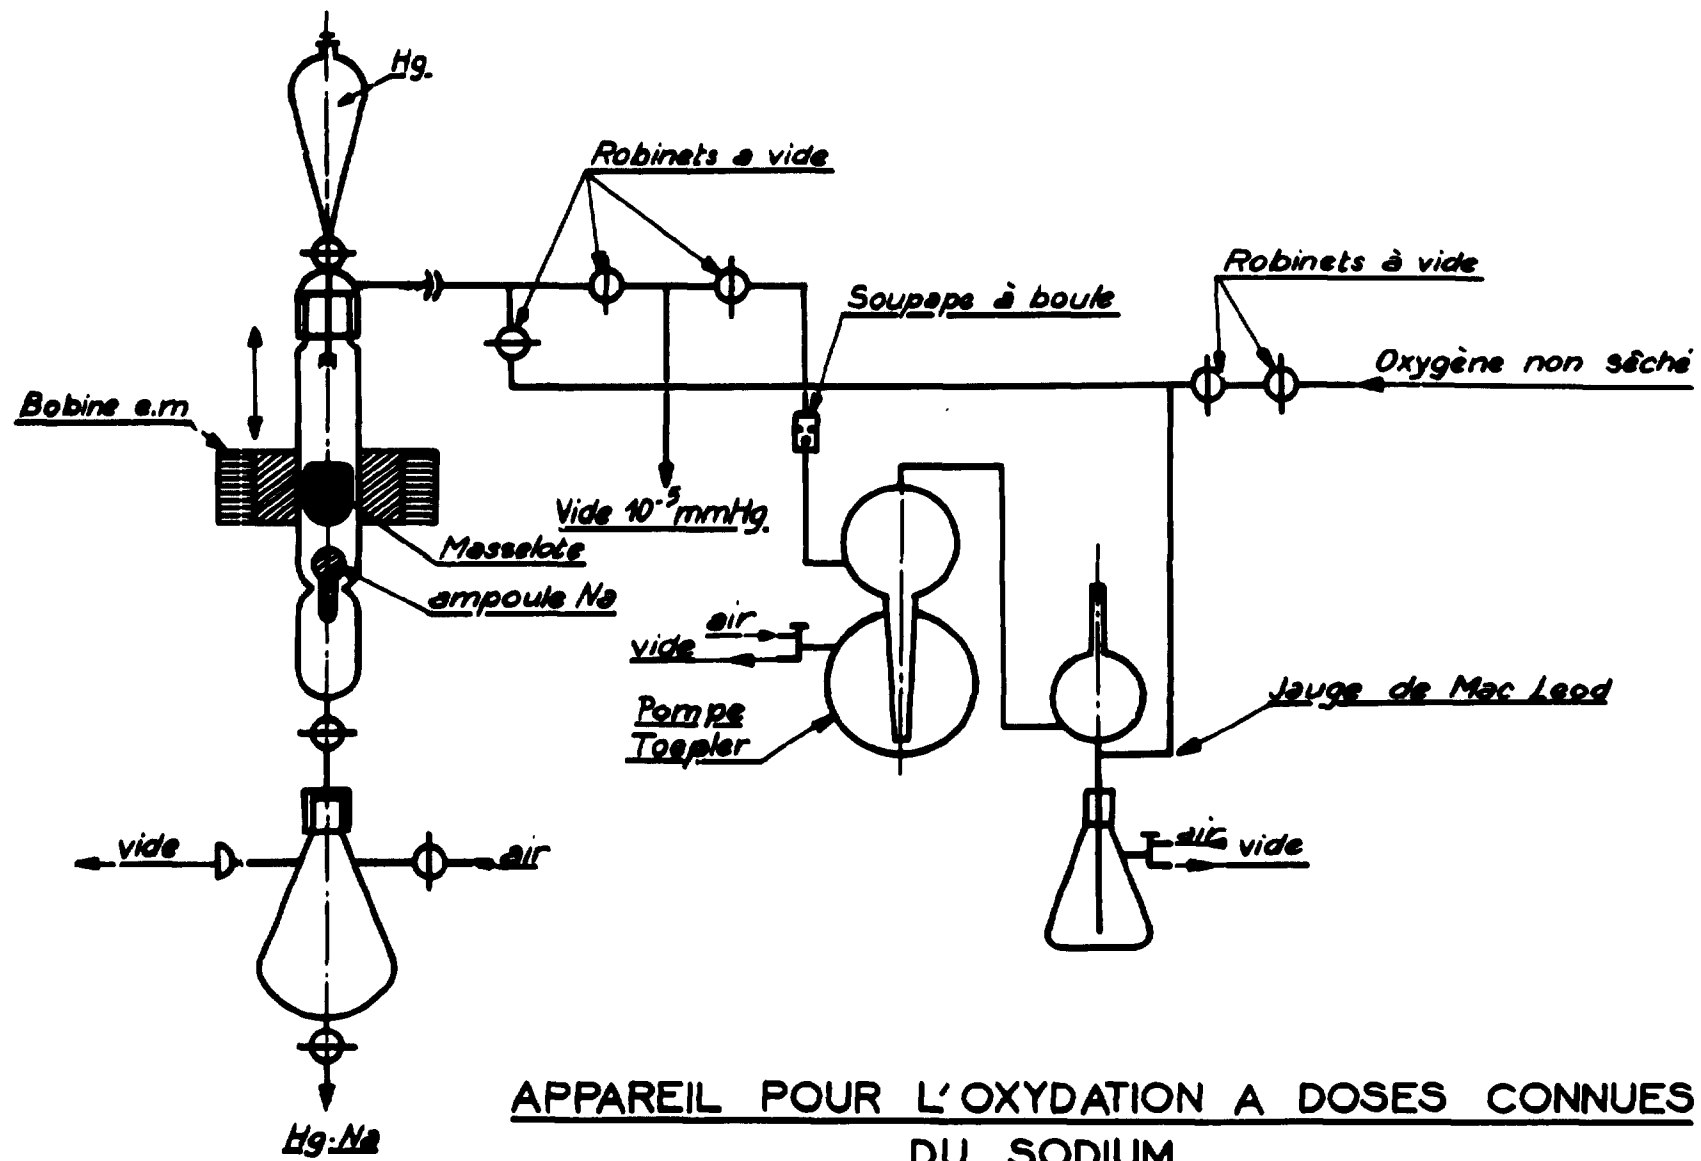 Hg.
Robinets a vide
Robinets à vide
Soupape à boule
Oxygène non sêché
Bobine e.m
Vide 10⁻⁵ mmHg.
Masselote
ampoule Na
air
vide
Pompe
Toepler
Jauge de Mac Leod
vide
air
air
vide
Hg-Na
APPAREIL POUR L'OXYDATION A DOSES CONNUES
DU SODIUM